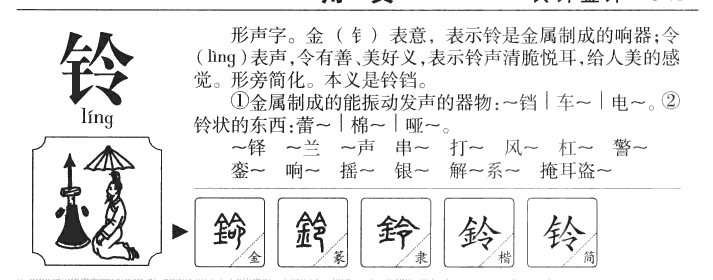 铃
líng
形声字。金（钅）表意，表示铃是金属制成的响器；令
（lìng）表声，令有善、美好义，表示铃声清脆悦耳，给人美的感
觉。形旁简化。本义是铃铛。
①金属制成的能振动发声的器物：～铛｜车～｜电～。②
铃状的东西：蕾～｜棉～｜哑～。
～铎 ～兰 ～声 串～ 打～ 风～ 杠～ 警～
銮～ 响～ 摇～ 银～ 解～系～ 掩耳盗～
鈴 金 鈴 篆 鈴 隶 鈴 楷 铃 简